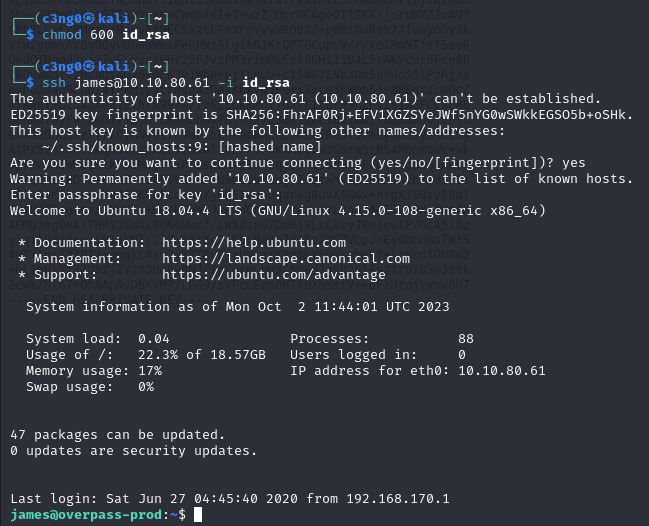 ┌──(c3ng0㉿kali)-[~]
└─$ chmod 600 id_rsa
┌──(c3ng0㉿kali)-[~]
└─$ ssh james@10.10.80.61 -i id_rsa
The authenticity of host '10.10.80.61 (10.10.80.61)' can't be established.
ED25519 key fingerprint is SHA256:FhrAF0Rj+EFV1XGZSYeJWf5nYG0wSWkkEGSO5b+oSHk.
This host key is known by the following other names/addresses:
    ~/.ssh/known_hosts:9: [hashed name]
Are you sure you want to continue connecting (yes/no/[fingerprint])? yes
Warning: Permanently added '10.10.80.61' (ED25519) to the list of known hosts.
Enter passphrase for key 'id_rsa':
Welcome to Ubuntu 18.04.4 LTS (GNU/Linux 4.15.0-108-generic x86_64)
 * Documentation:  https://help.ubuntu.com
 * Management:     https://landscape.canonical.com
 * Support:        https://ubuntu.com/advantage
  System information as of Mon Oct  2 11:44:01 UTC 2023
  System load:  0.04               Processes:           88
  Usage of /:   22.3% of 18.57GB   Users logged in:     0
  Memory usage: 17%                IP address for eth0: 10.10.80.61
  Swap usage:   0%
47 packages can be updated.
0 updates are security updates.
Last login: Sat Jun 27 04:45:40 2020 from 192.168.170.1
james@overpass-prod:~$